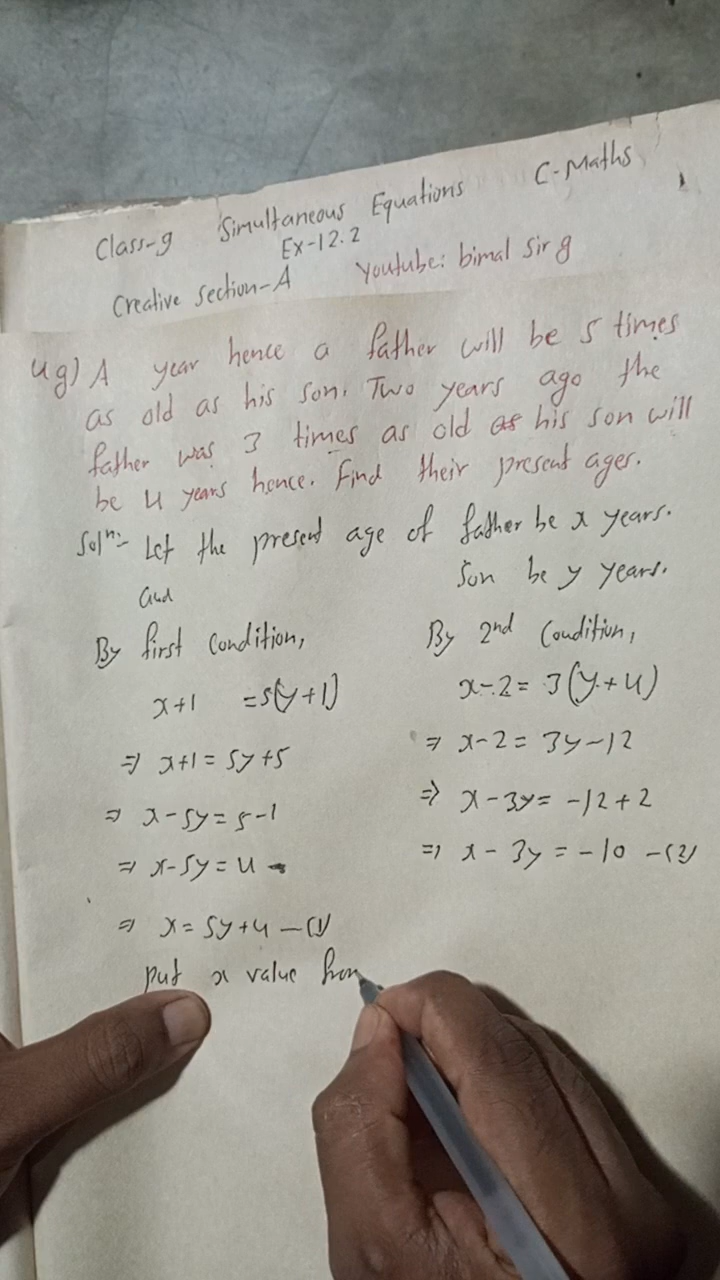 Class-9 Simultaneous Equations C-Maths
Ex-12.2
Creative Section-A Youtube: bimal Sir g
4g) A year hence a father will be 5 times
as old as his son. Two years ago the
father was 3 times as old as his son will
be 4 years hence. Find their present ages.
Solⁿ:- Let the present age of father be x years.
and Son be y years.
By first condition,
x+1 = 5(y+1)
⇒ x+1 = 5y+5
⇒ x-5y = 5-1
⇒ x-5y = 4
⇒ x = 5y+4 -(1)
put x value from
By 2nd Condition,
x-2 = 3(y+4)
⇒ x-2 = 3y-12
⇒ x-3y = -12+2
⇒ x-3y = -10 -(2)